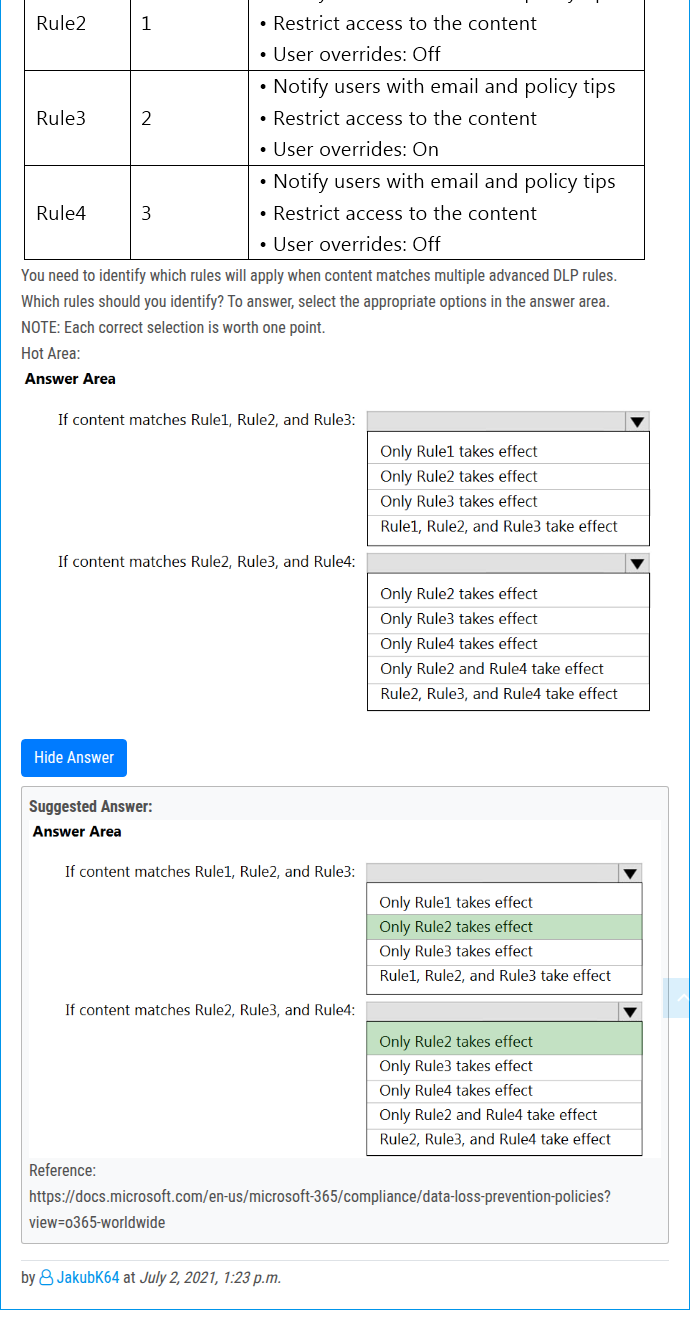 Rule2
1
• Restrict access to the content
• User overrides: Off
Rule3
2
• Notify users with email and policy tips
• Restrict access to the content
• User overrides: On
Rule4
3
• Notify users with email and policy tips
• Restrict access to the content
• User overrides: Off
You need to identify which rules will apply when content matches multiple advanced DLP rules.
Which rules should you identify? To answer, select the appropriate options in the answer area.
NOTE: Each correct selection is worth one point.
Hot Area:
Answer Area
If content matches Rule1, Rule2, and Rule3:
Only Rule1 takes effect
Only Rule2 takes effect
Only Rule3 takes effect
Rule1, Rule2, and Rule3 take effect
If content matches Rule2, Rule3, and Rule4:
Only Rule2 takes effect
Only Rule3 takes effect
Only Rule4 takes effect
Only Rule2 and Rule4 take effect
Rule2, Rule3, and Rule4 take effect
Hide Answer
Suggested Answer:
Answer Area
If content matches Rule1, Rule2, and Rule3:
Only Rule1 takes effect
Only Rule2 takes effect
Only Rule3 takes effect
Rule1, Rule2, and Rule3 take effect
If content matches Rule2, Rule3, and Rule4:
Only Rule2 takes effect
Only Rule3 takes effect
Only Rule4 takes effect
Only Rule2 and Rule4 take effect
Rule2, Rule3, and Rule4 take effect
Reference:
https://docs.microsoft.com/en-us/microsoft-365/compliance/data-loss-prevention-policies?
view=o365-worldwide
by JakubK64 at July 2, 2021, 1:23 p.m.